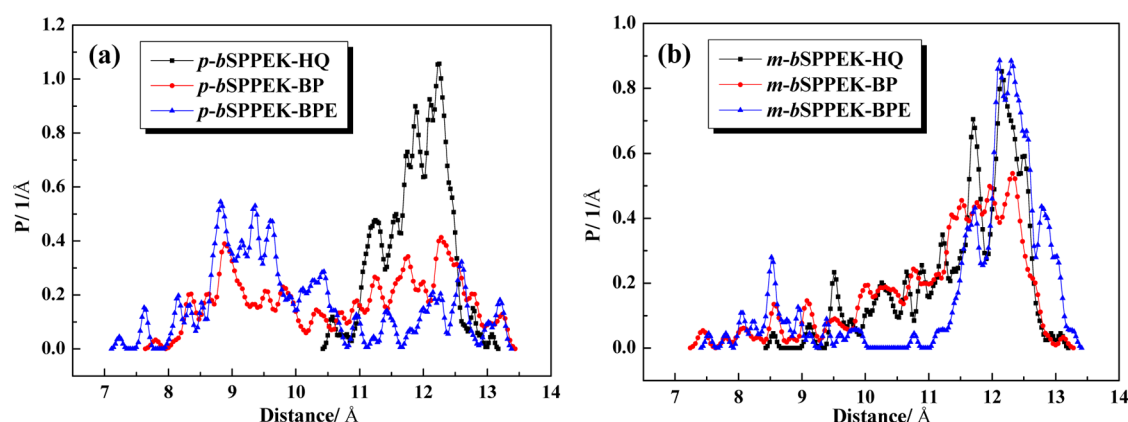 (a)
p-bSPPEK-HQ
p-bSPPEK-BP
p-bSPPEK-BPE
P/ 1/Å
1.2
1.0
0.8
0.6
0.4
0.2
0.0
7 8 9 10 11 12 13 14
Distance/ Å
(b)
m-bSPPEK-HQ
m-bSPPEK-BP
m-bSPPEK-BPE
P/ 1/Å
1.0
0.8
0.6
0.4
0.2
0.0
7 8 9 10 11 12 13 14
Distance/ Å